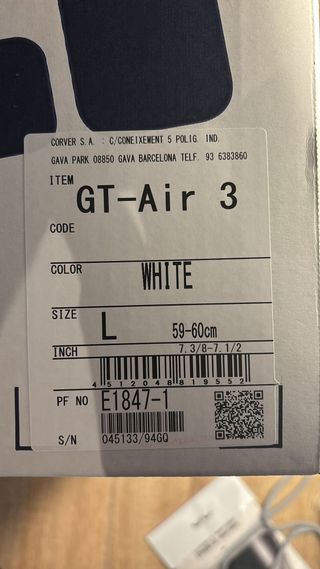 CORVER S.A. : C/CONEIXEMENT 5 POLIG. IND.
GAVA PARK 08850 GAVA BARCELONA TELF. 93 6383860
ITEM
GT-Air 3
CODE
COLOR WHITE
SIZE L 59-60cm
INCH 7.3/8-7.1/2
4 512048 819552
PF NO E1847-1
S/N 045133/94GQ